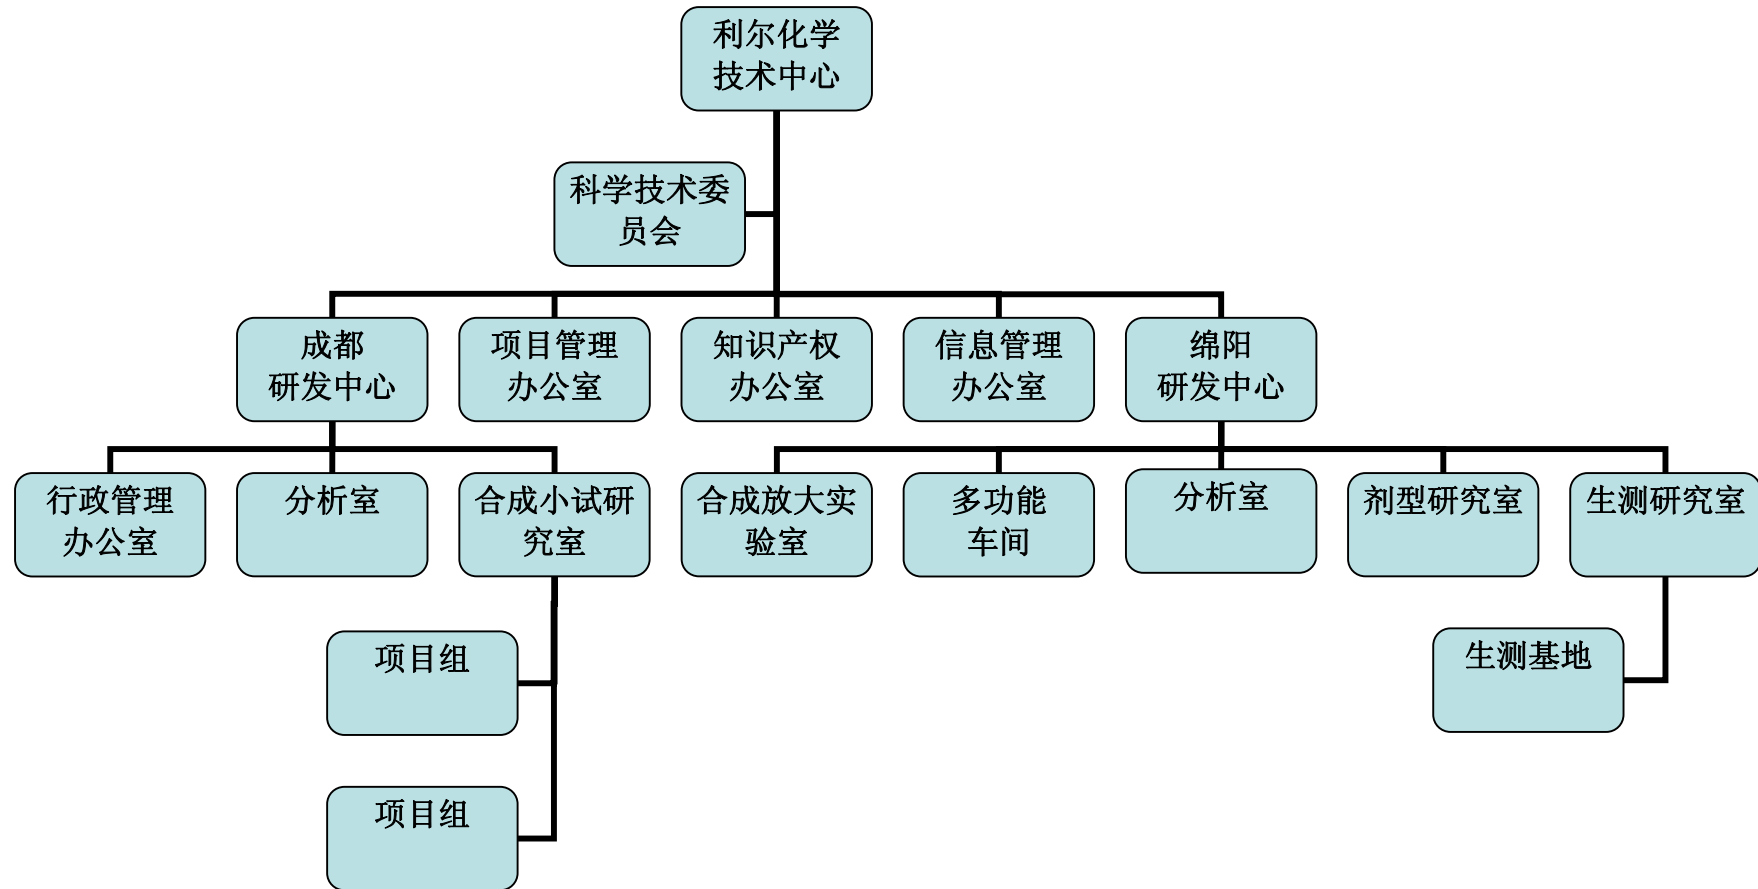 利尔化学
技术中心
科学技术委
员会
成都
研发中心
项目管理
办公室
知识产权
办公室
信息管理
办公室
绵阳
研发中心
行政管理
办公室
分析室
合成小试研
究室
合成放大实
验室
多功能
车间
分析室
剂型研究室
生测研究室
项目组
生测基地
项目组